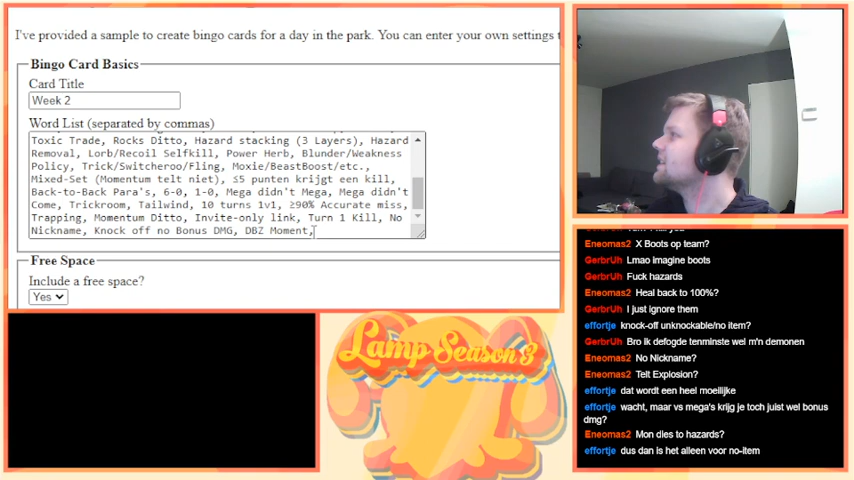 I've provided a sample to create bingo cards for a day in the park. You can enter your own settings t
Bingo Card Basics
Card Title
Week 2
Word List (separated by commas)
Toxic Trade, Rocks Ditto, Hazard stacking (3 Layers), Hazard
Removal, Lorb/Recoil Selfkill, Power Herb, Blunder/Weakness
Policy, Trick/Switcheroo/Fling, Moxie/BeastBoost/etc.,
Mixed-Set (Momentum telt niet), ≤5 punten krijgt een kill,
Back-to-Back Para's, 6-0, 1-0, Mega didn't Mega, Mega didn't
Come, Trickroom, Tailwind, 10 turns 1v1, ≥90% Accurate miss,
Trapping, Momentum Ditto, Invite-only link, Turn 1 Kill, No
Nickname, Knock off no Bonus DMG, DBZ Moment,
Free Space
Include a free space?
Yes
Lamp Season 3
Eneomas2 X Boots op team?
GerbrUh Lmao imagine boots
GerbrUh Fuck hazards
Eneomas2 Heal back to 100%?
GerbrUh I just ignore them
effortje knock-off unknockable/no item?
GerbrUh Bro ik defogde tenminste wel m'n demonen
Eneomas2 No Nickname?
Eneomas2 Telt Explosion?
effortje dat wordt een heel moeilijke
effortje wacht, maar vs mega's krijg je toch juist wel bonus
dmg?
Eneomas2 Mon dies to hazards?
effortje dus dan is het alleen voor no-item